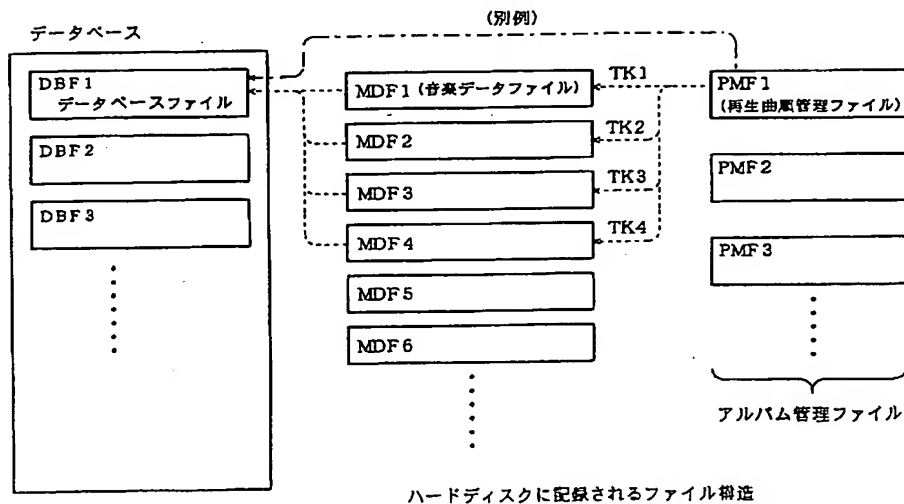 (別例)
データベース
DBF1
データベースファイル
DBF2
DBF3
MDF1(音楽データファイル)
MDF2
MDF3
MDF4
MDF5
MDF6
TK1
TK2
TK3
TK4
PMF1
(再生曲順管理ファイル)
PMF2
PMF3
アルバム管理ファイル
ハードディスクに記録されるファイル構造